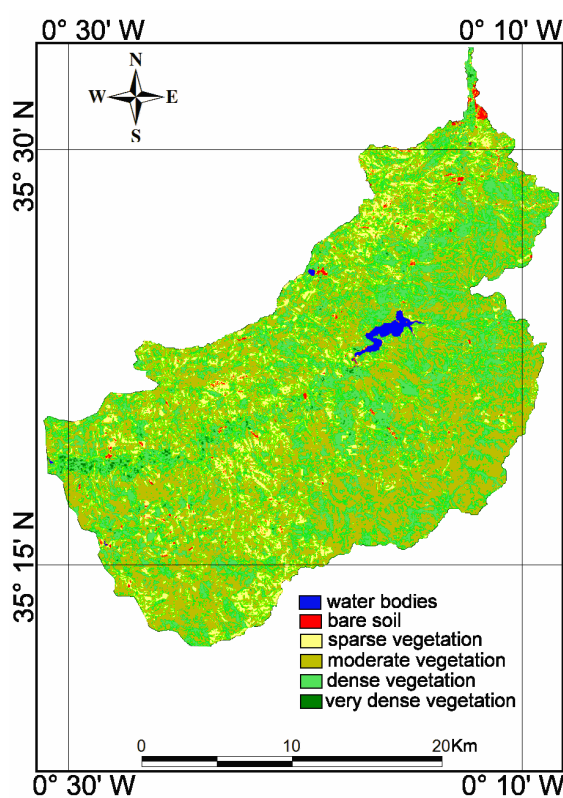 0° 30' W 0° 10' W
N
W E
S
35° 30' N
35° 15' N
water bodies
bare soil
sparse vegetation
moderate vegetation
dense vegetation
very dense vegetation
0 10 20Km
0° 30' W 0° 10' W